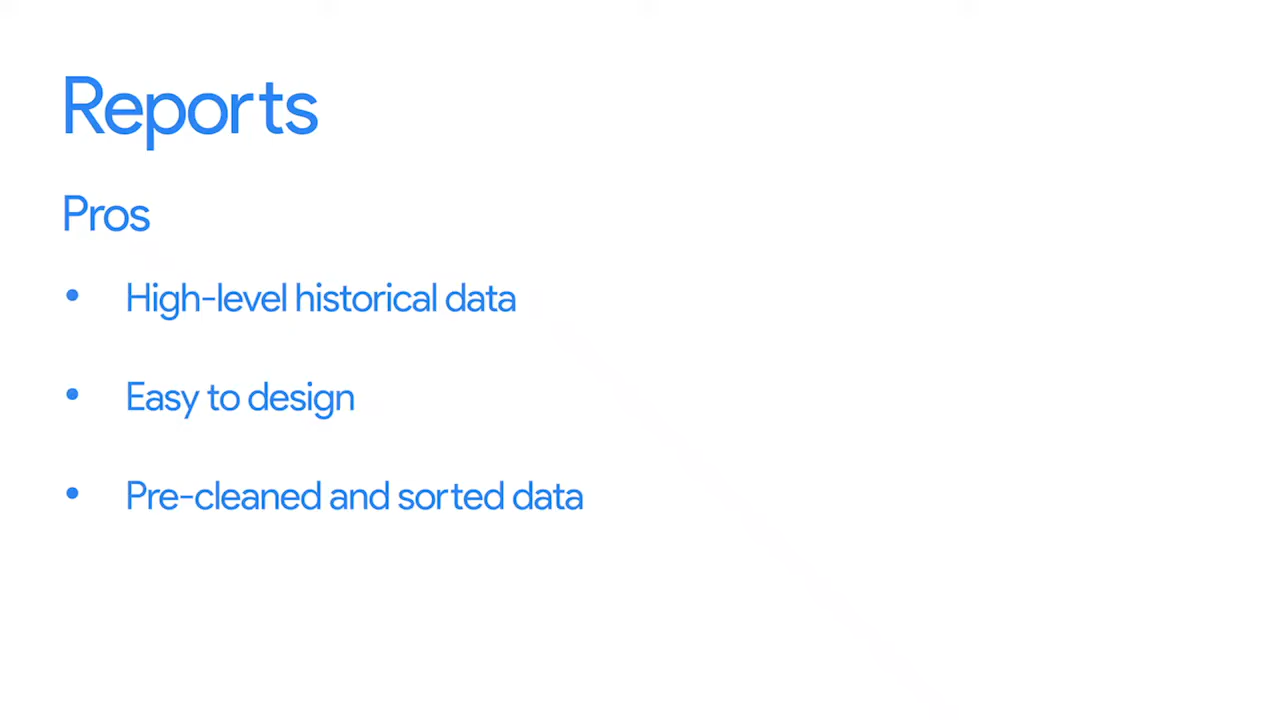 Reports
Pros
• High-level historical data
• Easy to design
• Pre-cleaned and sorted data